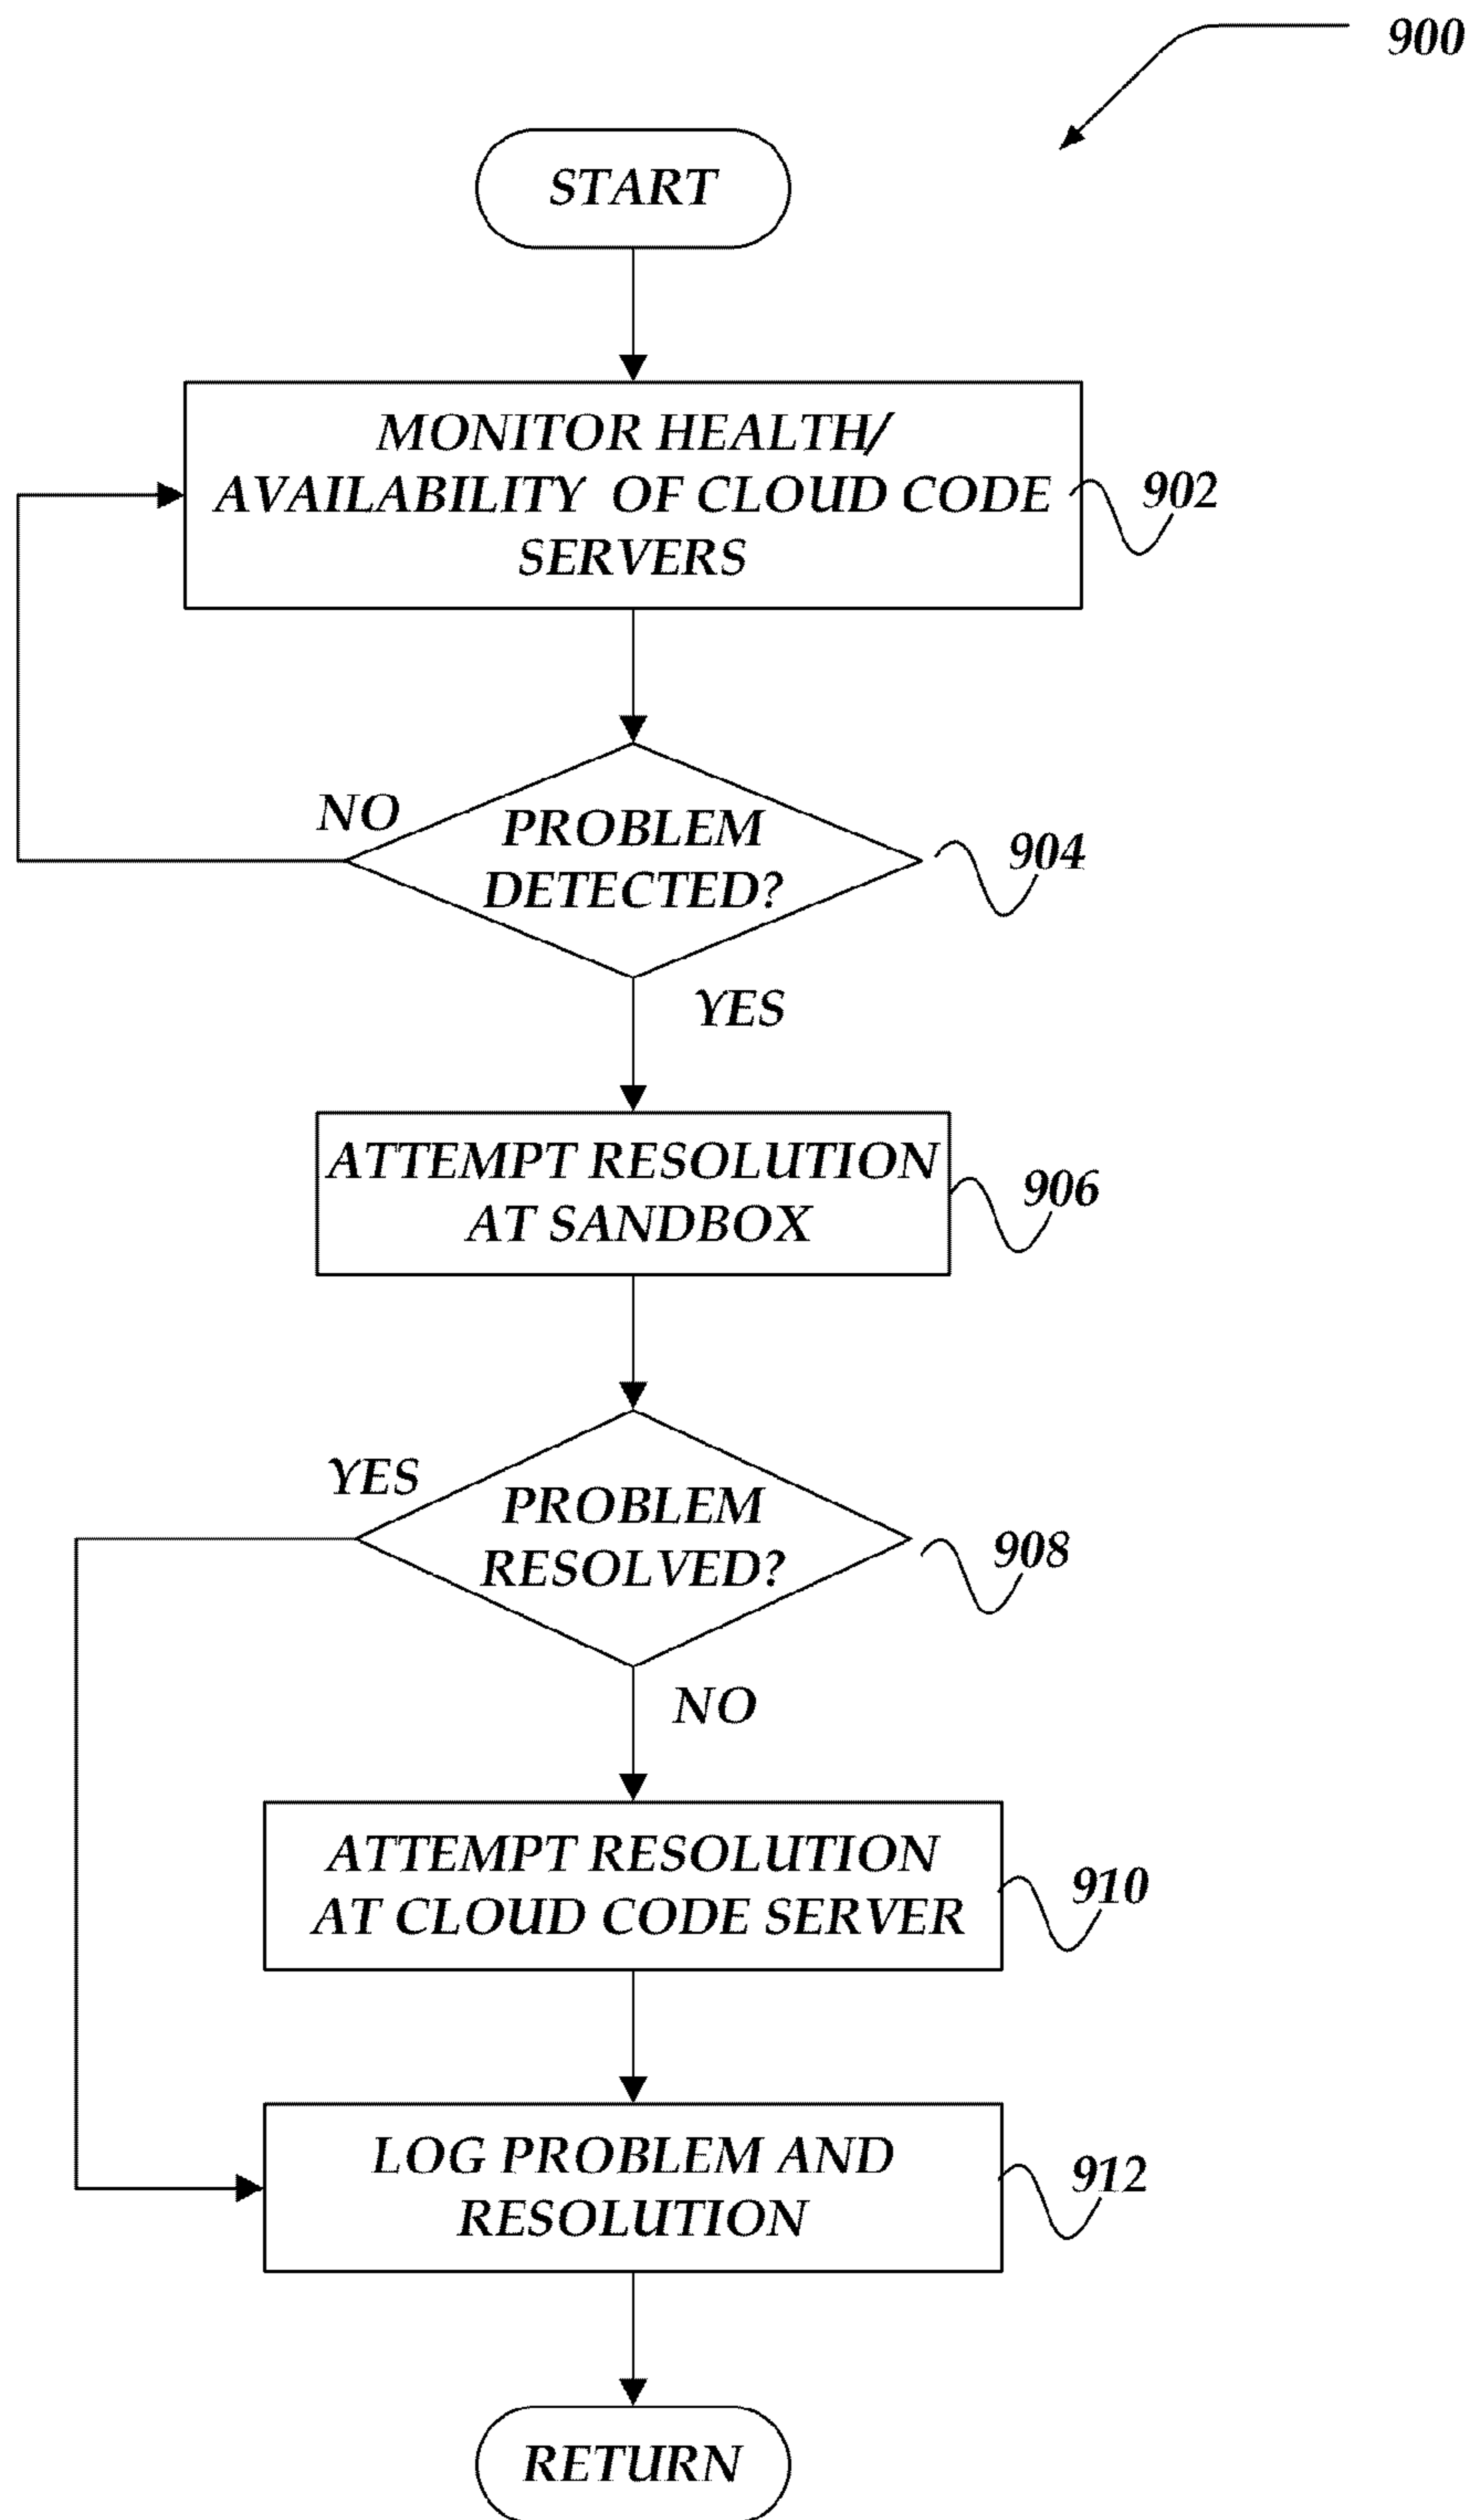 900
START
MONITOR HEALTH/
AVAILABILITY OF CLOUD CODE
SERVERS
902
NO
PROBLEM
DETECTED?
904
YES
ATTEMPT RESOLUTION
AT SANDBOX
906
YES
PROBLEM
RESOLVED?
908
NO
ATTEMPT RESOLUTION
AT CLOUD CODE SERVER
910
LOG PROBLEM AND
RESOLUTION
912
RETURN